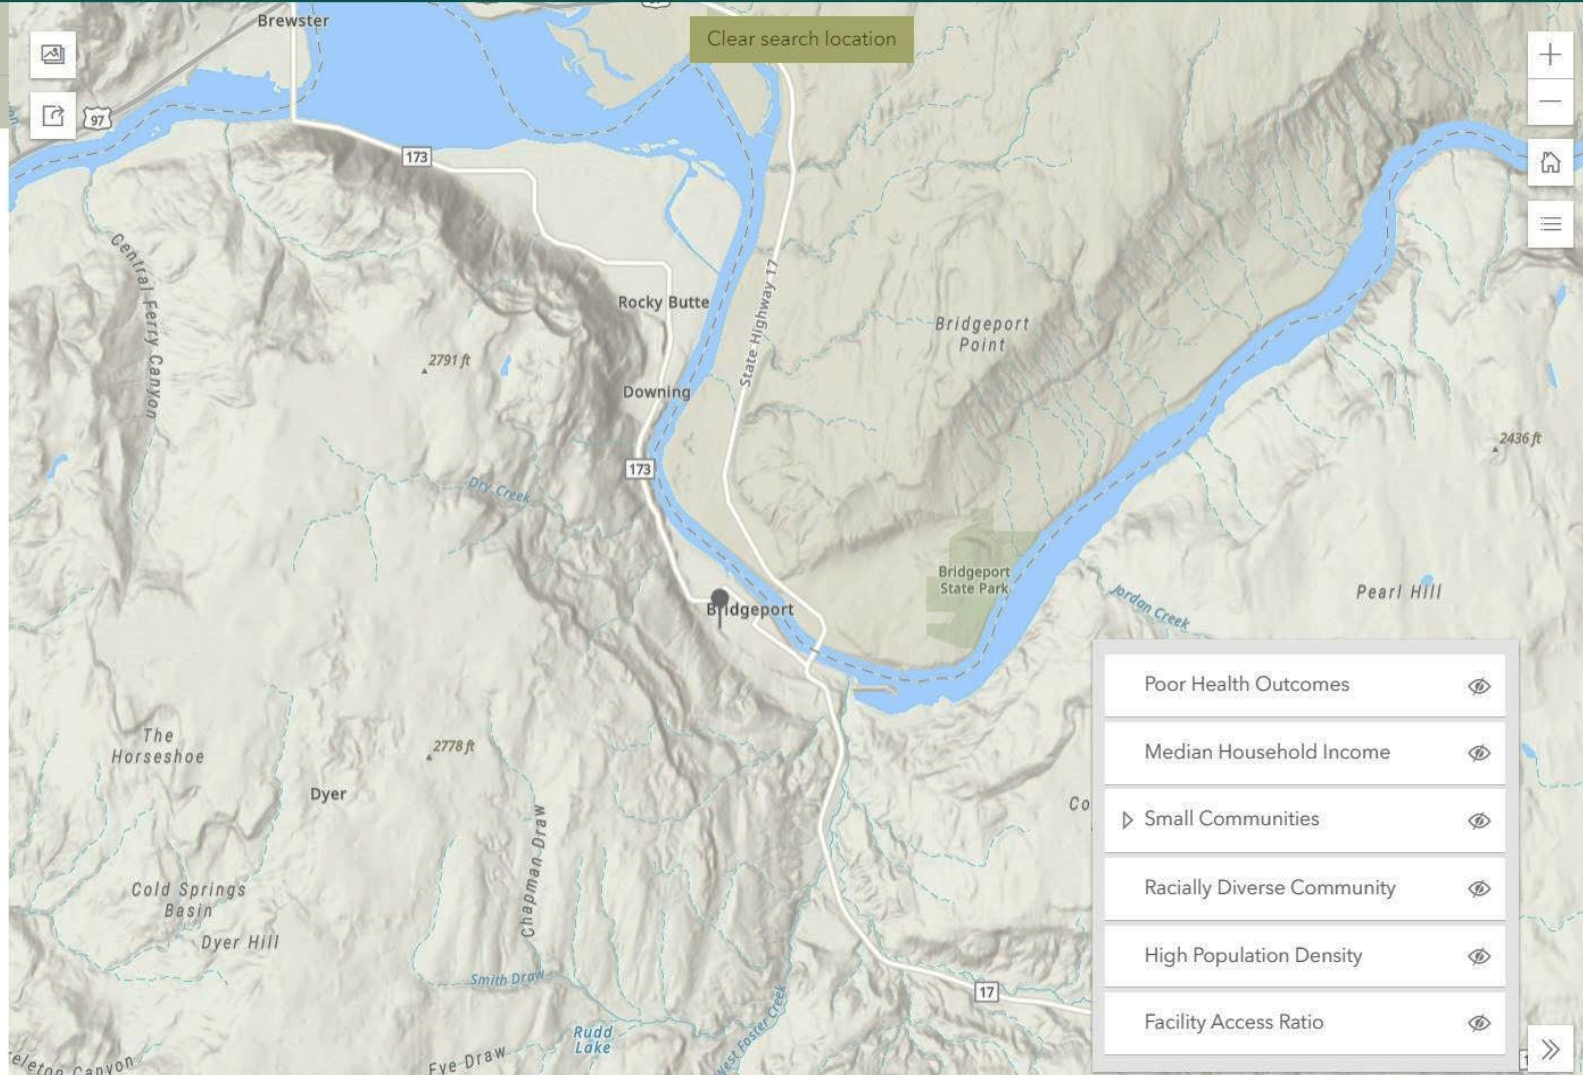 Brewster
Clear search location
97
173
State Highway 17
Central Ferry Canyon
Rocky Butte
Bridgeport
Point
2791 ft
Downing
2436 ft
173
Dry Creek
Bridgeport
State Park
Jordan Creek
Pearl Hill
Bridgeport
Poor Health Outcomes
The
Horseshoe
2778 ft
Median Household Income
Dyer
Co
Small Communities
Chapman Draw
Cold Springs
Basin
Racially Diverse Community
Dyer Hill
High Population Density
Smith Draw
17
West Foster Creek
Rudd
Lake
Facility Access Ratio
eleton Canyon
Eye Draw